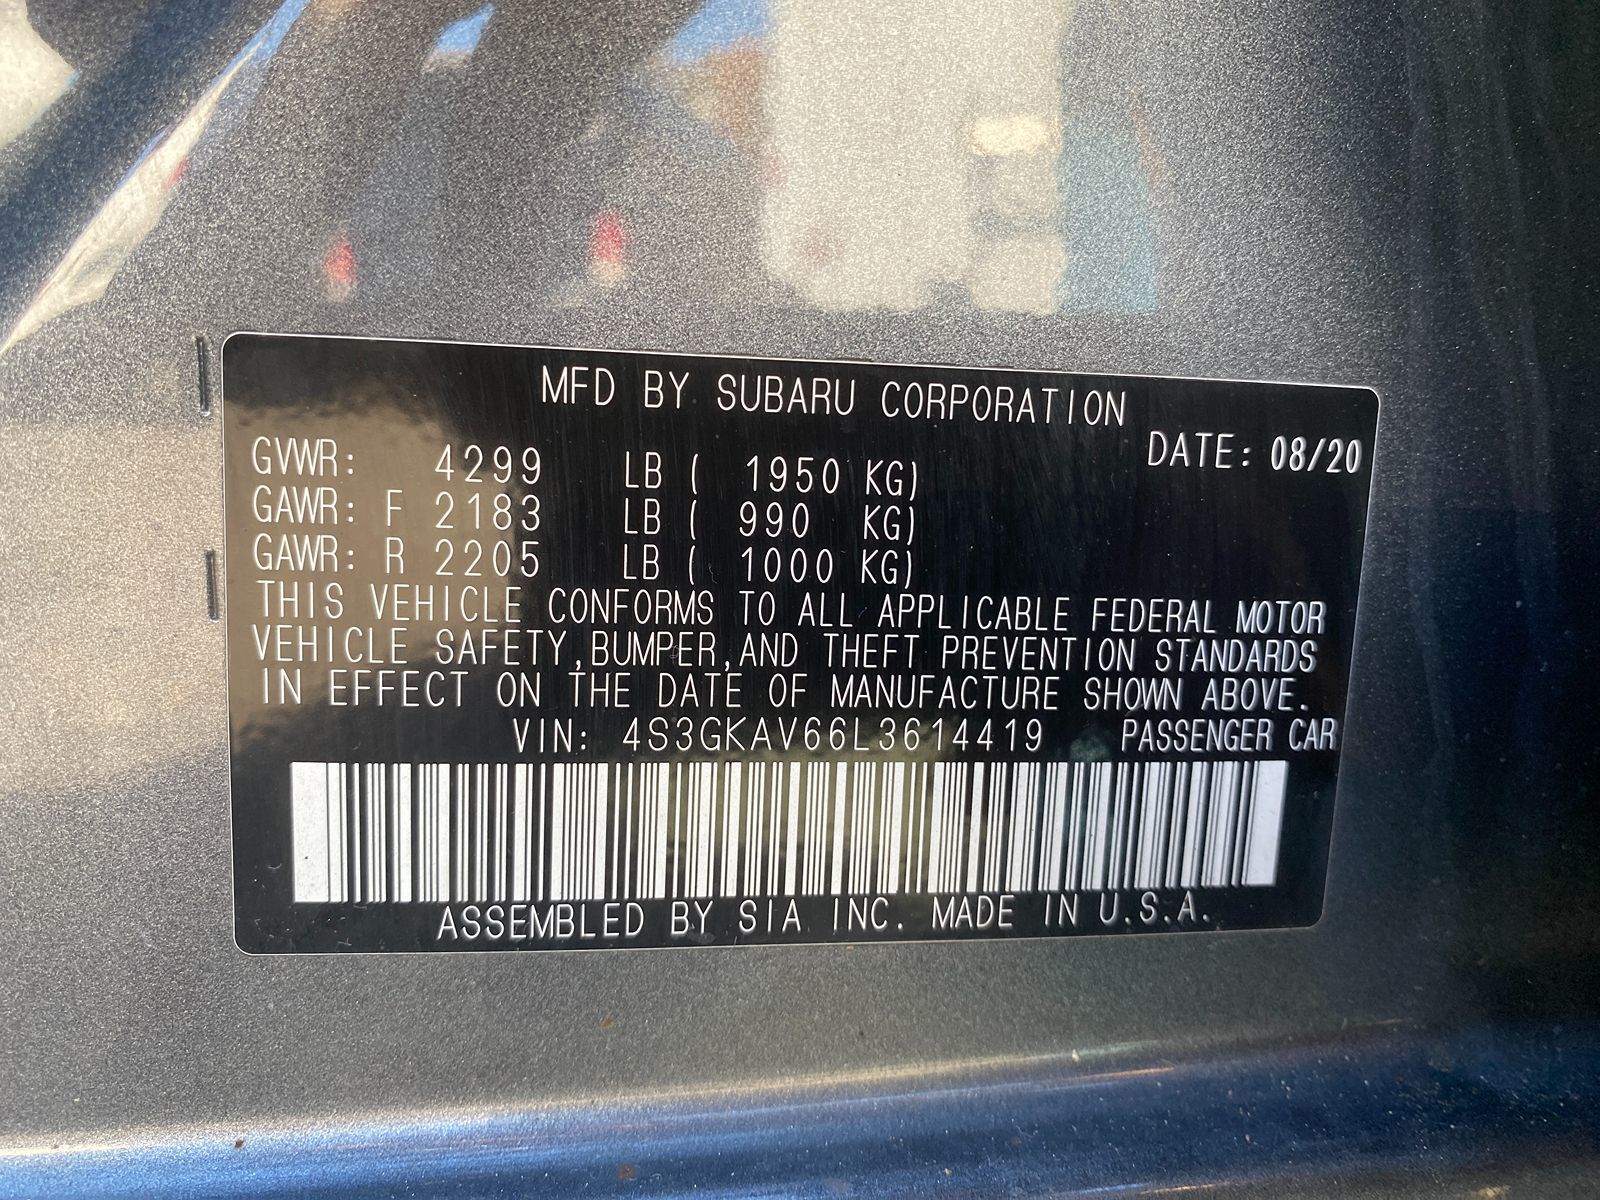 MFD BY SUBARU CORPORATION
DATE: 08/20
GVWR: 4299 LB ( 1950 KG)
GAWR: F 2183 LB ( 990 KG)
GAWR: R 2205 LB ( 1000 KG)
THIS VEHICLE CONFORMS TO ALL APPLICABLE FEDERAL MOTOR
VEHICLE SAFETY,BUMPER,AND THEFT PREVENTION STANDARDS
IN EFFECT ON THE DATE OF MANUFACTURE SHOWN ABOVE.
VIN: 4S3GKAV66L3614419 PASSENGER CAR
ASSEMBLED BY SIA INC. MADE IN U.S.A.